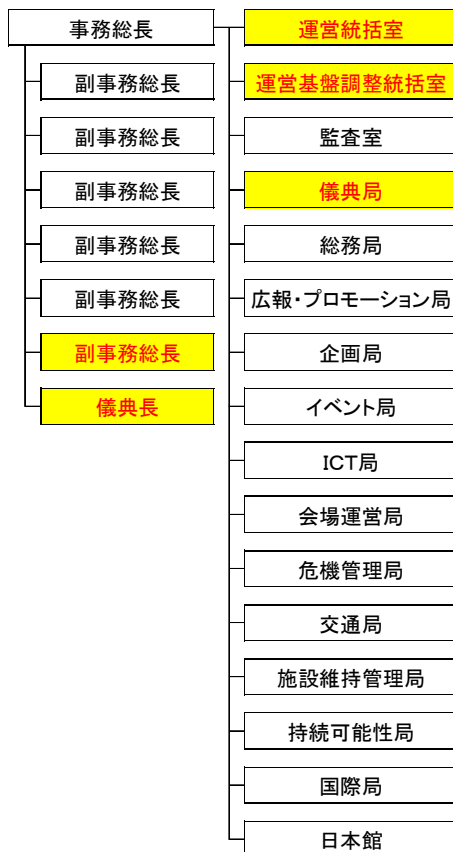 事務総長
副事務総長
副事務総長
副事務総長
副事務総長
副事務総長
副事務総長
儀典長
運営統括室
運営基盤調整統括室
監査室
儀典局
総務局
広報・プロモーション局
企画局
イベント局
ICT局
会場運営局
危機管理局
交通局
施設維持管理局
持続可能性局
国際局
日本館